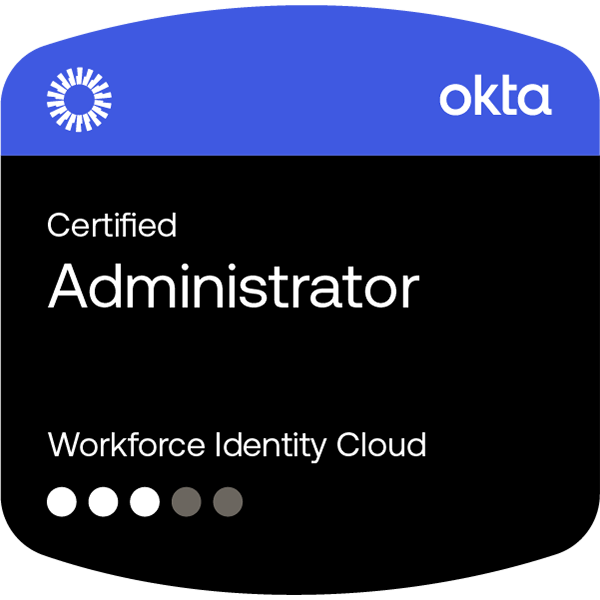 okta
Certified
Administrator
Workforce Identity Cloud